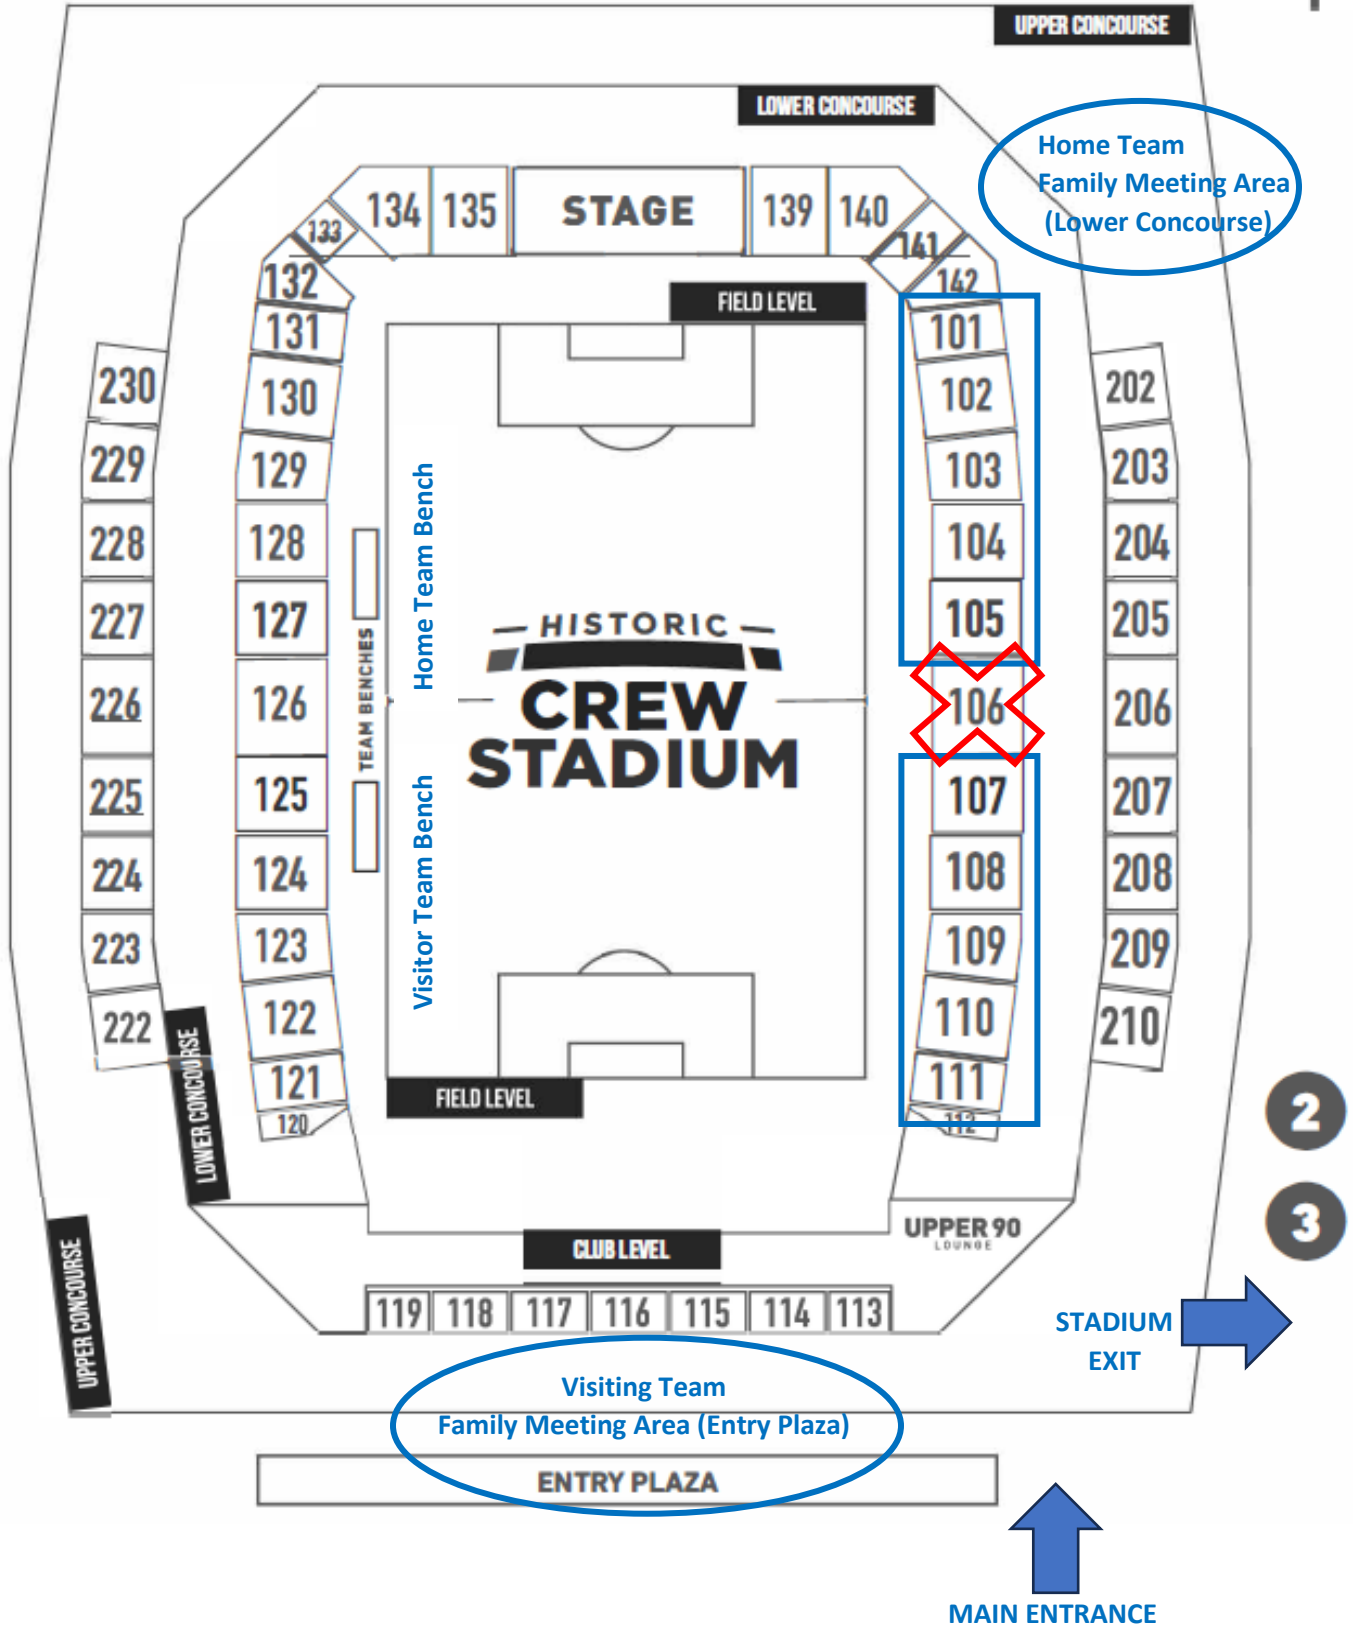 UPPER CONCOURSE
LOWER CONCOURSE
Home Team
Family Meeting Area
(Lower Concourse)
134
135
STAGE
139
140
133
141
132
142
FIELD LEVEL
131
101
130
102
129
103
128
104
127
105
126
106
125
107
124
108
123
109
122
110
121
111
120
112
230
229
228
227
226
225
224
223
222
202
203
204
205
206
207
208
209
210
Home Team Bench
TEAM BENCHES
Visitor Team Bench
HISTORIC
CREW
STADIUM
FIELD LEVEL
LOWER CONCOURSE
UPPER CONCOURSE
2
3
UPPER 90
LOUNGE
CLUB LEVEL
119
118
117
116
115
114
113
STADIUM
EXIT
Visiting Team
Family Meeting Area (Entry Plaza)
ENTRY PLAZA
MAIN ENTRANCE